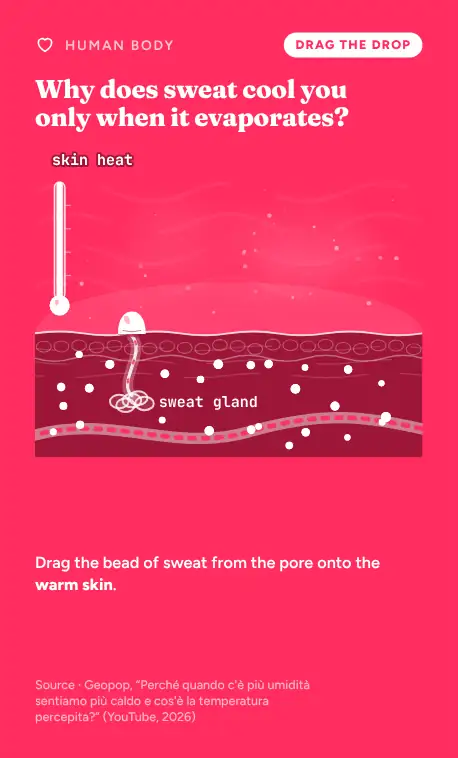 HUMAN BODY
DRAG THE DROP
Why does sweat cool you
only when it evaporates?
skin heat
sweat gland
Drag the bead of sweat from the pore onto the
warm skin.
Source · Geopop, “Perché quando c'è più umidità
sentiamo più caldo e cos'è la temperatura
percepita?” (YouTube, 2026)